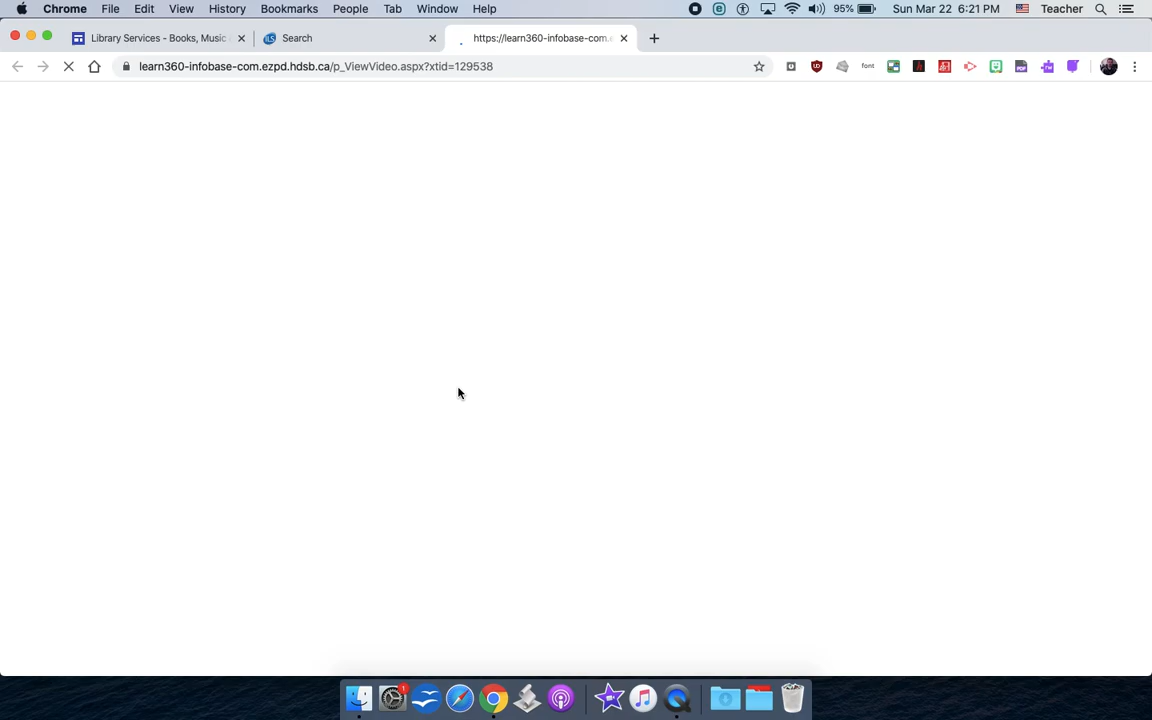 Chrome File Edit View History Bookmarks People Tab Window Help 95% Sun Mar 22 6:21 PM Teacher
Library Services - Books, Music
Search
https://learn360-infobase-com.e
learn360-infobase-com.ezpd.hdsb.ca/p_ViewVideo.aspx?xtid=129538
font
PDF
1